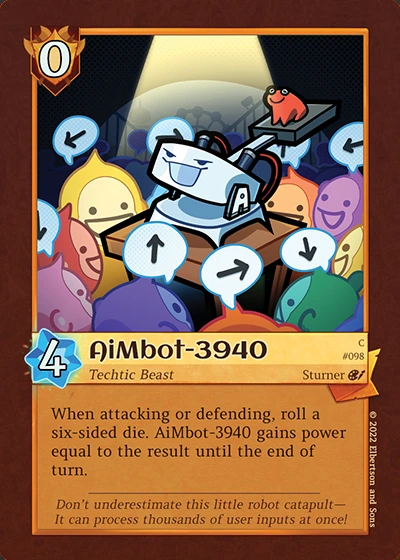 0
A
4
AiMbot-3940
C
#098
Techtic Beast
Sturner
When attacking or defending, roll a
six-sided die. AiMbot-3940 gains power
equal to the result until the end of
turn.
Don't underestimate this little robot catapult—
It can process thousands of user inputs at once!
© 2022 Elbertson and Sons